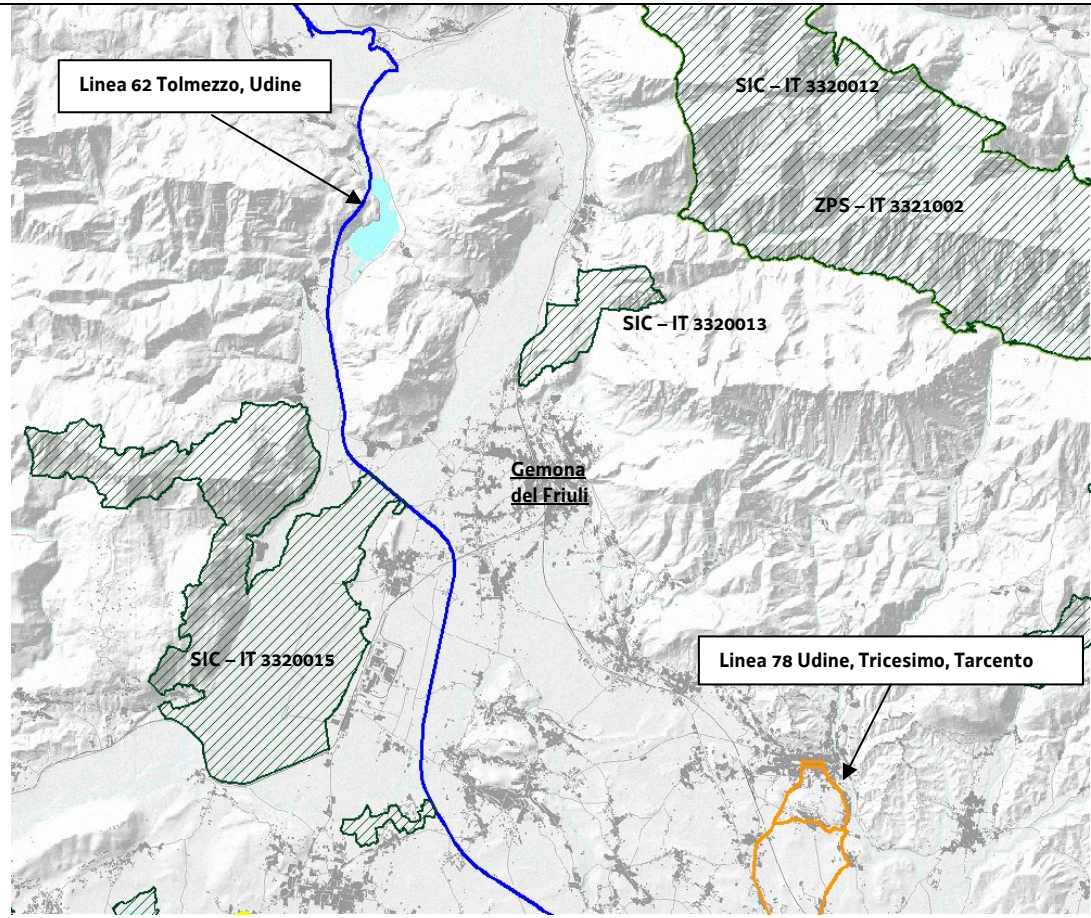 Linea 62 Tolmezzo, Udine
SIC – IT 3320012
ZPS – IT 3321002
SIC – IT 3320013
Gemona
del Friuli
SIC – IT 3320015
Linea 78 Udine, Tricesimo, Tarcento